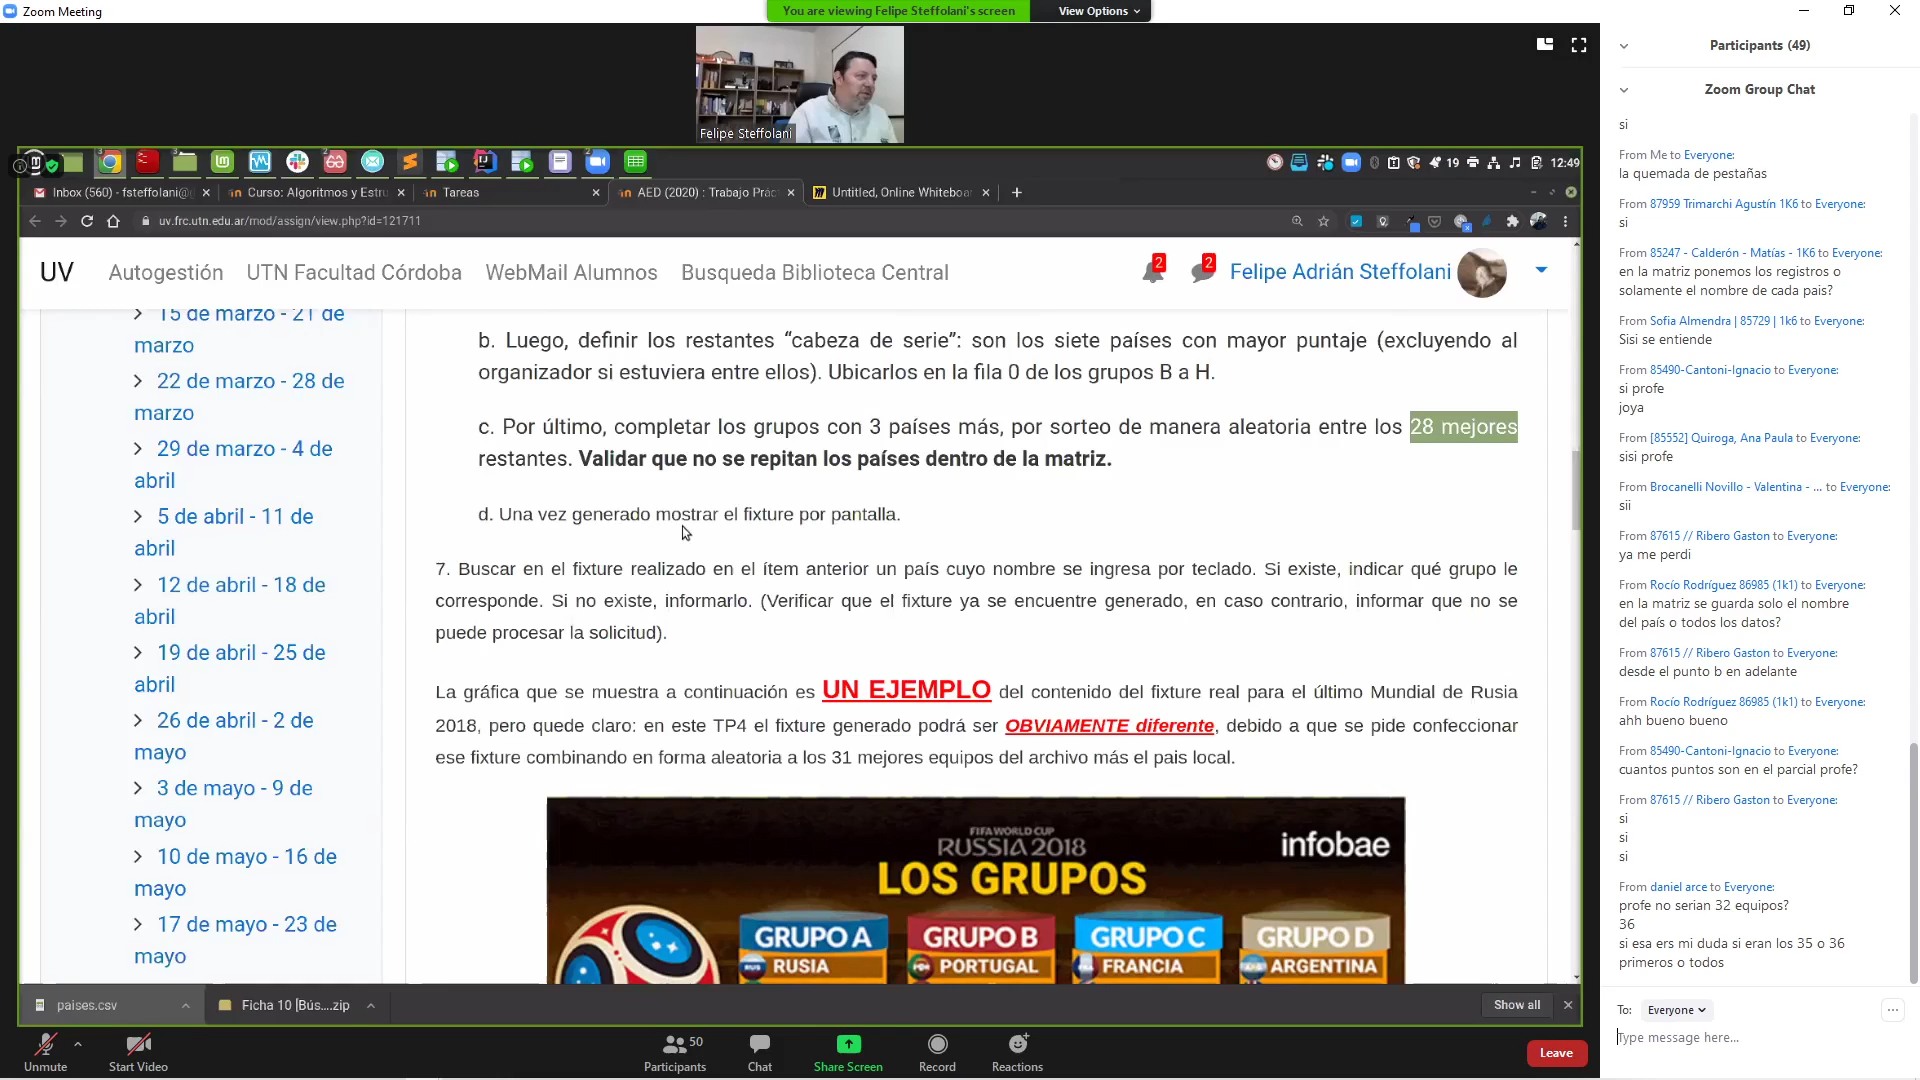 Zoom Meeting
You are viewing Felipe Steffolani's screen
View Options
Felipe Steffolani
19
12:49
Inbox (560) - fsteffolani@
Curso: Algoritmos y Estru
Tareas
AED (2020) : Trabajo Prác
Untitled, Online Whiteboar
uv.frc.utn.edu.ar/mod/assign/view.php?id=121711
UV
Autogestión
UTN Facultad Córdoba
WebMail Alumnos
Busqueda Biblioteca Central
2
2
Felipe Adrián Steffolani
15 de marzo - 21 de
marzo
22 de marzo - 28 de
marzo
29 de marzo - 4 de
abril
5 de abril - 11 de
abril
12 de abril - 18 de
abril
19 de abril - 25 de
abril
26 de abril - 2 de
mayo
3 de mayo - 9 de
mayo
10 de mayo - 16 de
mayo
17 de mayo - 23 de
mayo
b. Luego, definir los restantes “cabeza de serie”: son los siete países con mayor puntaje (excluyendo al
organizador si estuviera entre ellos). Ubicarlos en la fila 0 de los grupos B a H.
c. Por último, completar los grupos con 3 países más, por sorteo de manera aleatoria entre los 28 mejores
restantes. Validar que no se repitan los países dentro de la matriz.
d. Una vez generado mostrar el fixture por pantalla.
7. Buscar en el fixture realizado en el ítem anterior un país cuyo nombre se ingresa por teclado. Si existe, indicar qué grupo le
corresponde. Si no existe, informarlo. (Verificar que el fixture ya se encuentre generado, en caso contrario, informar que no se
puede procesar la solicitud).
La gráfica que se muestra a continuación es UN EJEMPLO del contenido del fixture real para el último Mundial de Rusia
2018, pero quede claro: en este TP4 el fixture generado podrá ser OBVIAMENTE diferente, debido a que se pide confeccionar
ese fixture combinando en forma aleatoria a los 31 mejores equipos del archivo más el pais local.
FIFA WORLD CUP
RUSSIA 2018
infobae
LOS GRUPOS
GRUPO A
GRUPO B
GRUPO C
GRUPO D
RUSIA
PORTUGAL
FRANCIA
ARGENTINA
paises.csv
Ficha 10 [Bús....zip
Show all
Unmute
Start Video
50
Participants
Chat
Share Screen
Record
Reactions
Leave
Participants (49)
Zoom Group Chat
si
From Me to Everyone:
la quemada de pestañas
From 87959 Trimarchi Agustín 1K6 to Everyone:
si
From 85247 - Calderón - Matías - 1K6 to Everyone:
en la matriz ponemos los registros o
solamente el nombre de cada pais?
From Sofía Almendra | 85729 | 1k6 to Everyone:
Sisi se entiende
From 85490-Cantoni-Ignacio to Everyone:
si profe
joya
From [85552] Quiroga, Ana Paula to Everyone:
sisi profe
From Brocanelli Novillo - Valentina - ... to Everyone:
sii
From 87615 // Ribero Gaston to Everyone:
ya me perdi
From Rocío Rodríguez 86985 (1k1) to Everyone:
en la matriz se guarda solo el nombre
del país o todos los datos?
From 87615 // Ribero Gaston to Everyone:
desde el punto b en adelante
From Rocío Rodríguez 86985 (1k1) to Everyone:
ahh bueno bueno
From 85490-Cantoni-Ignacio to Everyone:
cuantos puntos son en el parcial profe?
From 87615 // Ribero Gaston to Everyone:
si
si
si
From daniel arce to Everyone:
profe no serian 32 equipos?
36
si esa ers mi duda si eran los 35 o 36
primeros o todos
To: Everyone
Type message here...